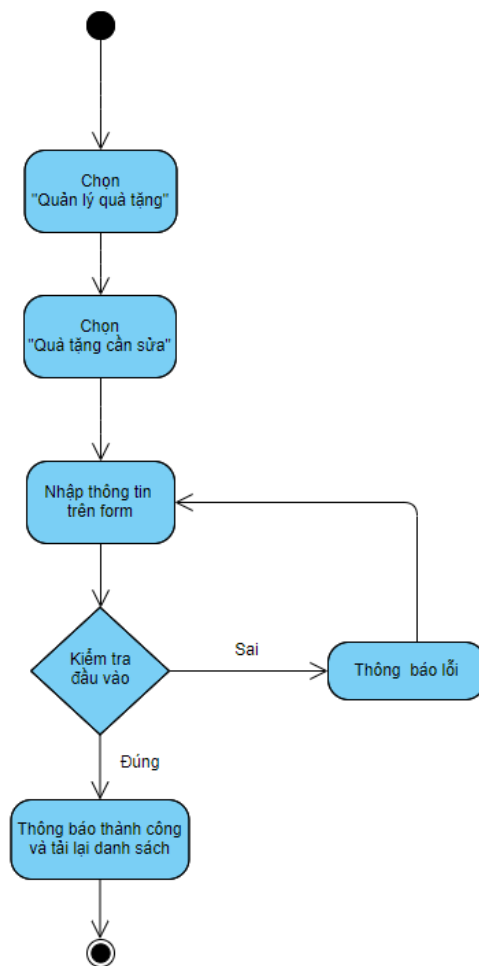 Chọn
"Quản lý quà tặng"
Chọn
"Quà tặng cần sửa"
Nhập thông tin
trên form
Kiểm tra
đầu vào
Sai
Thông báo lỗi
Đúng
Thông báo thành công
và tải lại danh sách